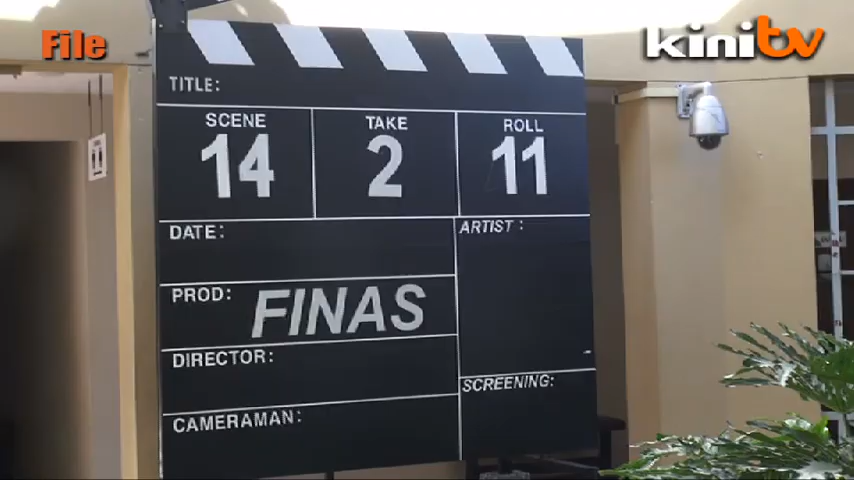 File
kinitv
TITLE:
SCENE TAKE ROLL
14 2 11
DATE: ARTIST:
PROD: FINAS
DIRECTOR:
SCREENING:
CAMERAMAN: